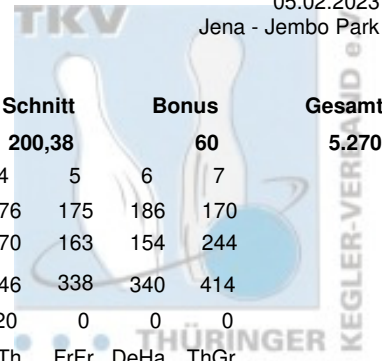 05.02.2023
TKV
Jena - Jembo Park
Schnitt Bonus Gesamt
200,38 60 5.270
4 5 6 7
76 175 186 170
70 163 154 244
46 338 340 414
20 0 0 0
Th FrFr DeHa ThGr
THÜRINGER
KEGLER-VERBAND e.V.